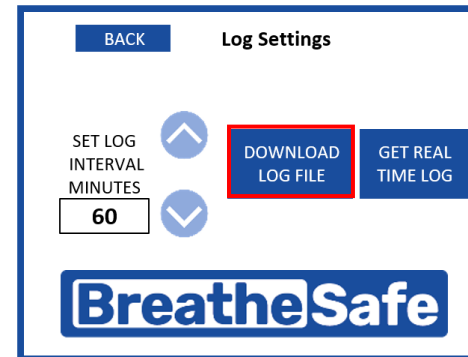 BACK
Log Settings
SET LOG
INTERVAL
MINUTES
60
DOWNLOAD
LOG FILE
GET REAL
TIME LOG
BreatheSafe